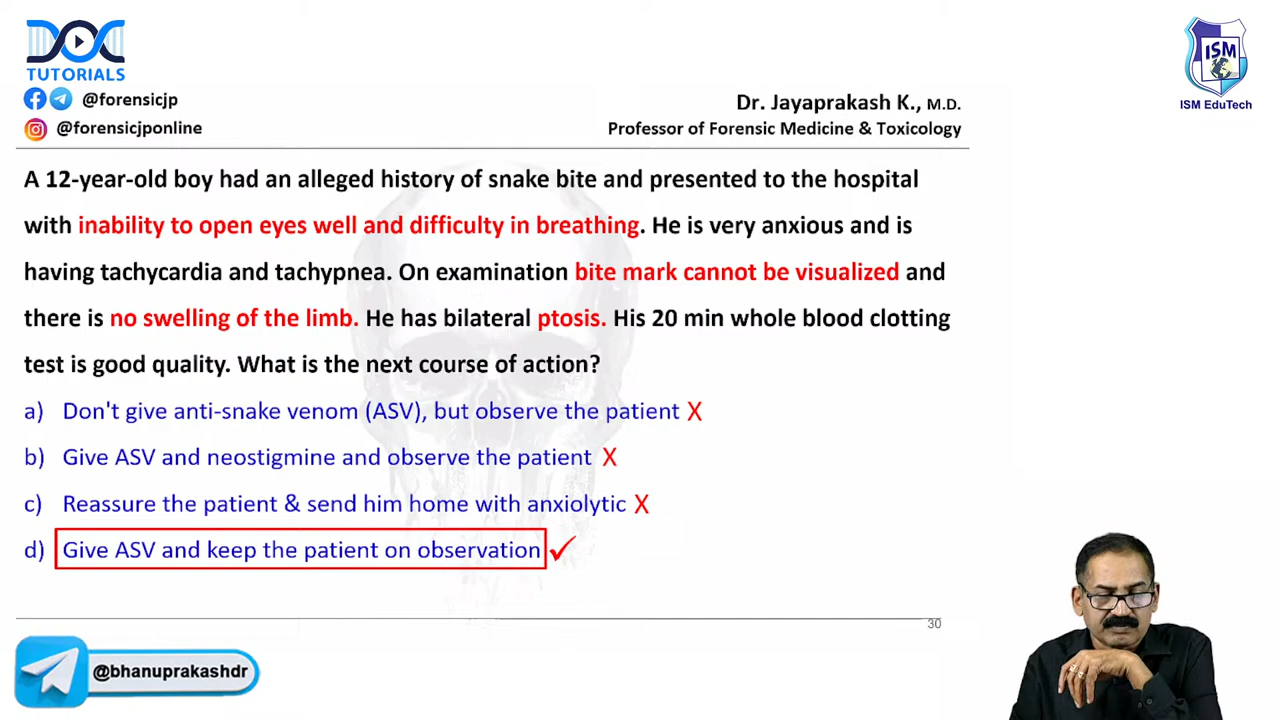 DOC
TUTORIALS
@forensicjp
@forensicjponline
Dr. Jayaprakash K., M.D.
Professor of Forensic Medicine & Toxicology
ISM
ISM EduTech
A 12-year-old boy had an alleged history of snake bite and presented to the hospital
with inability to open eyes well and difficulty in breathing. He is very anxious and is
having tachycardia and tachypnea. On examination bite mark cannot be visualized and
there is no swelling of the limb. He has bilateral ptosis. His 20 min whole blood clotting
test is good quality. What is the next course of action?
a) Don't give anti-snake venom (ASV), but observe the patient X
b) Give ASV and neostigmine and observe the patient X
c) Reassure the patient & send him home with anxiolytic X
d) Give ASV and keep the patient on observation ✓
30
@bhanuprakashdr